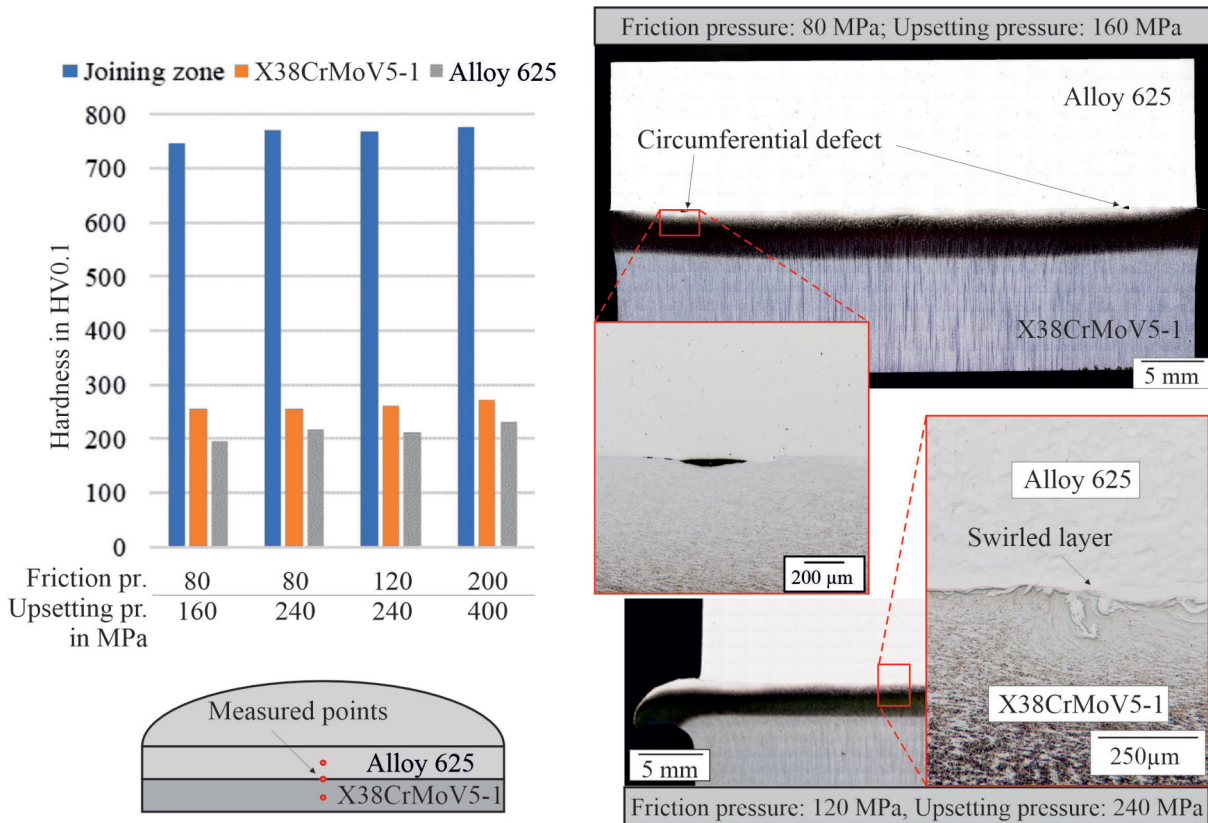 Joining zone X38CrMoV5-1 Alloy 625
Hardness in HV0.1
800
700
600
500
400
300
200
100
0
Friction pr. 80 80 120 200
Upsetting pr. 160 240 240 400
in MPa
Measured points
Alloy 625
X38CrMoV5-1
Friction pressure: 80 MPa; Upsetting pressure: 160 MPa
Alloy 625
Circumferential defect
X38CrMoV5-1
5 mm
200 µm
Alloy 625
Swirled layer
X38CrMoV5-1
250µm
5 mm
Friction pressure: 120 MPa, Upsetting pressure: 240 MPa